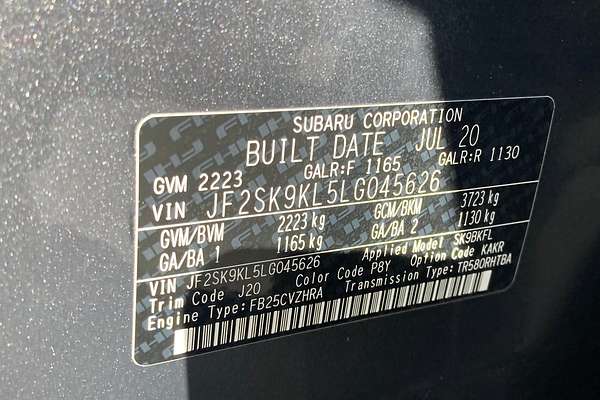 SUBARU CORPORATION
BUILT DATE JUL 20
GVM 2223 GALR:F 1165 GALR:R 1130
VIN JF2SK9KL5LG045626
GVM/BVM 2223 kg GCM/BKM 3723 kg
GA/BA 1 1165 kg GA/BA 2 1130 kg
VIN JF2SK9KL5LG045626 Applied Model SK9BKFL
Trim Code J20 Color Code P8Y Option Code KAKR
Engine Type:FB25CVZHRA Transmission Type:TR580RHTBA